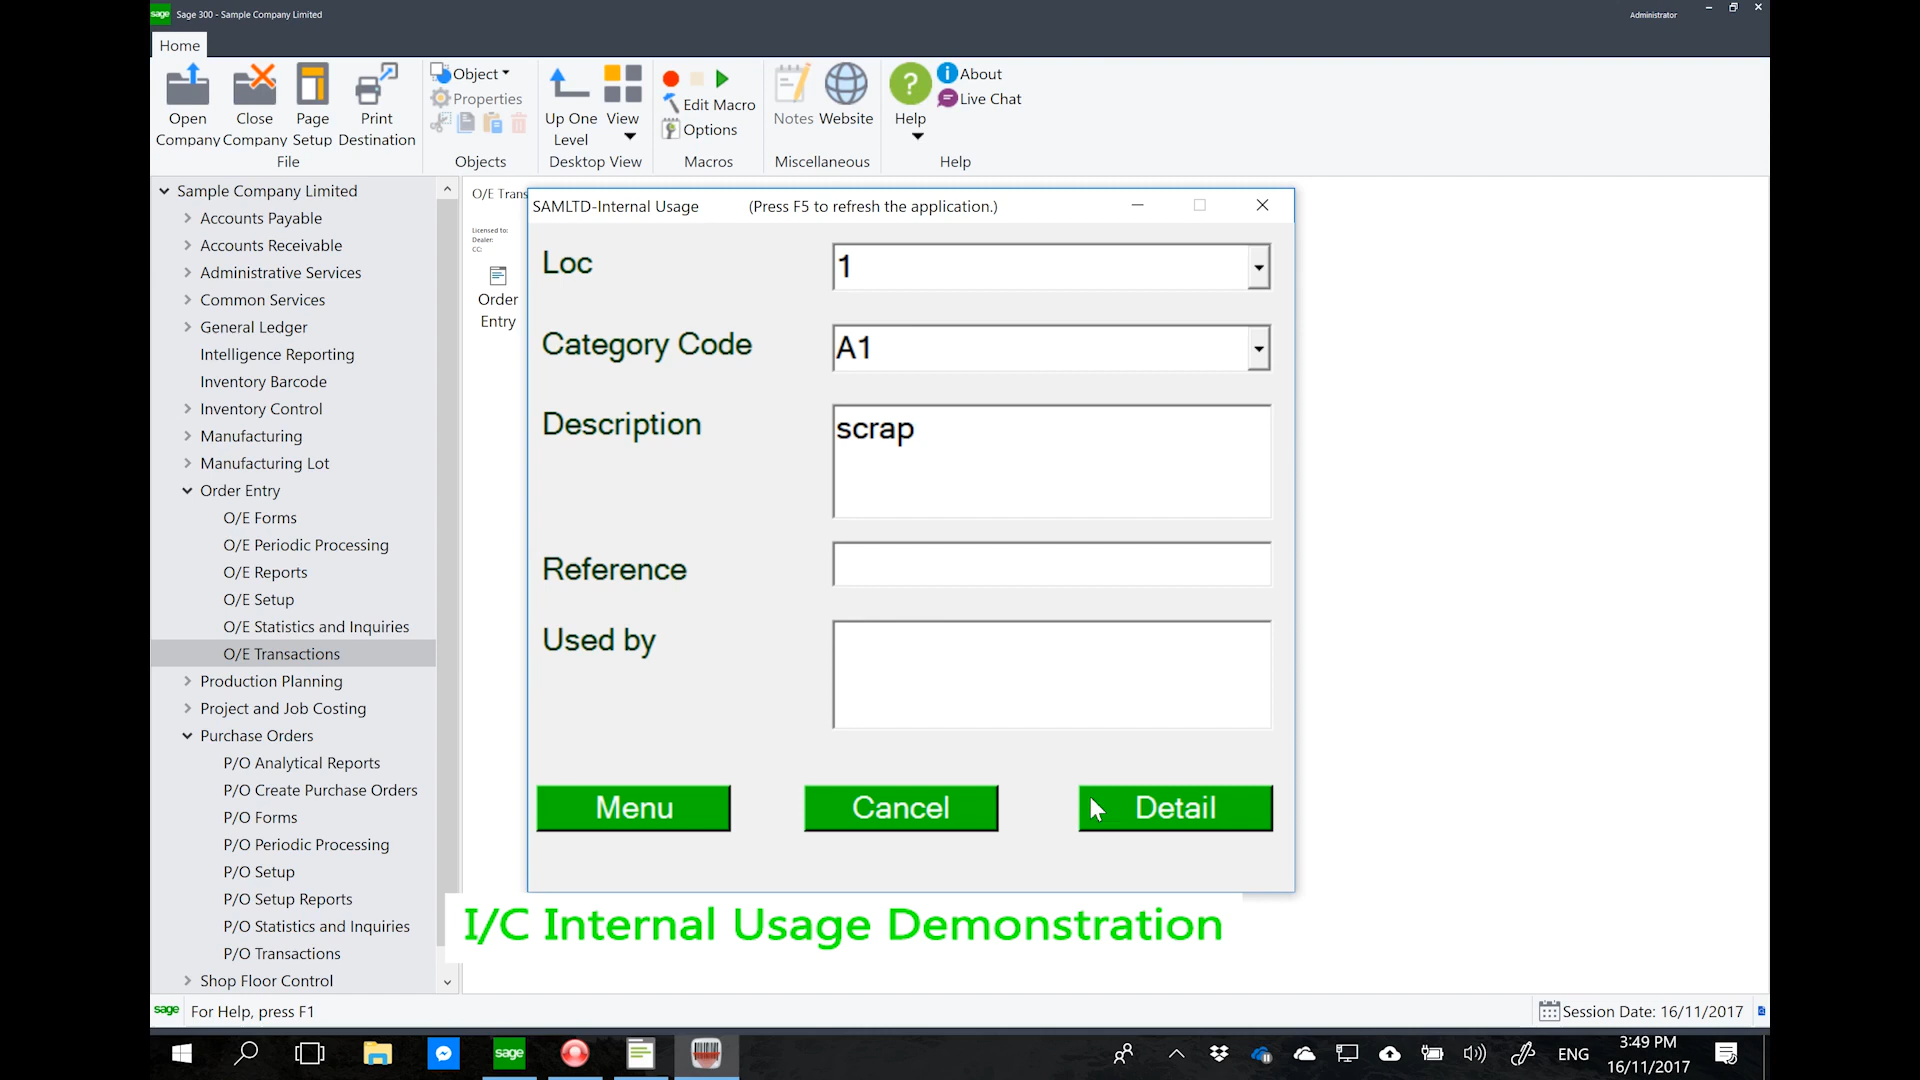 sage Sage 300 - Sample Company Limited
Administrator
Home
Open Company
Close Company
Page Setup
Print Destination
File
Object
Properties
Objects
Up One Level
View
Desktop View
Edit Macro
Options
Macros
Notes
Website
Miscellaneous
Help
About
Live Chat
Help
Sample Company Limited
Accounts Payable
Accounts Receivable
Administrative Services
Common Services
General Ledger
Intelligence Reporting
Inventory Barcode
Inventory Control
Manufacturing
Manufacturing Lot
Order Entry
O/E Forms
O/E Periodic Processing
O/E Reports
O/E Setup
O/E Statistics and Inquiries
O/E Transactions
Production Planning
Project and Job Costing
Purchase Orders
P/O Analytical Reports
P/O Create Purchase Orders
P/O Forms
P/O Periodic Processing
P/O Setup
P/O Setup Reports
P/O Statistics and Inquiries
P/O Transactions
Shop Floor Control
O/E Trans
Licensed to:
Dealer:
CC:
Order
Entry
SAMLTD-Internal Usage (Press F5 to refresh the application.)
Loc 1
Category Code A1
Description scrap
Reference
Used by
Menu Cancel Detail
I/C Internal Usage Demonstration
sage For Help, press F1
Session Date: 16/11/2017
sage
ENG
3:49 PM
16/11/2017